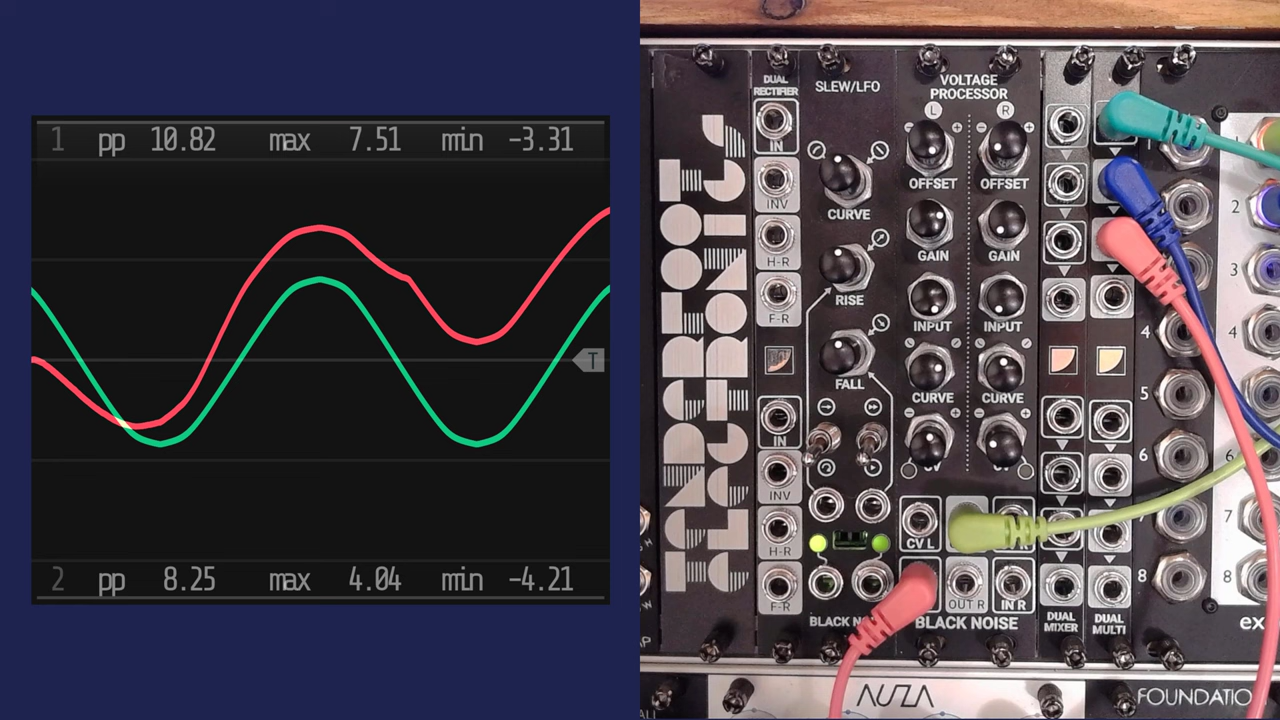 1 pp 10.82 max 7.51 min -3.31
T
2 pp 8.25 max 4.04 min -4.21
DUAL
RECTIFIER
IN
INV
H-R
F-R
IN
INV
H-R
F-R
SLEW/LFO
CURVE
RISE
FALL
VOLTAGE
PROCESSOR
L R
OFFSET OFFSET
GAIN GAIN
INPUT INPUT
CURVE CURVE
CV L
OUT R IN R
BLACK NOISE
DUAL
MIXER
DUAL
MULTI
2
3
4 4
5 5
6 6
7 7
8 8
ex
FOUNDATIO